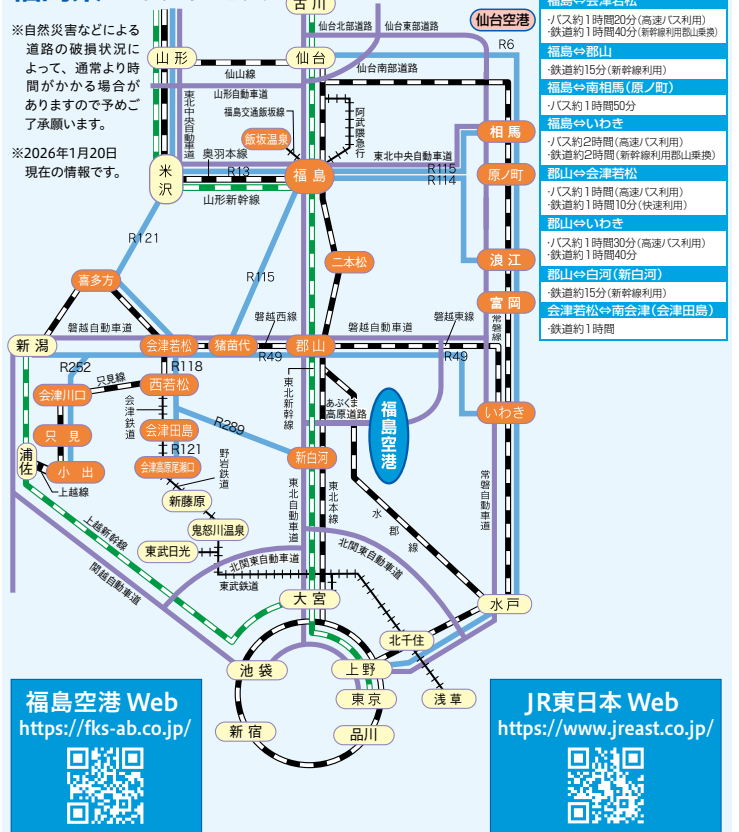 古川
仙台空港
※自然災害などによる
道路の破損状況に
よって、通常より時
間がかかる場合が
ありますので予めご
了承願います。
※2026年1月20日
現在の情報です。
仙台北部道路
仙台東部道路
R6
山形
仙台
仙山線
仙台南部道路
東北中央自動車道
山形自動車道
福島交通飯坂線
阿武隈急行
飯坂温泉
相馬
奥羽本線
東北中央自動車道
米沢
R13
福島
R115
R114
原ノ町
山形新幹線
R121
二本松
浪江
喜多方
R115
富岡
磐越西線
磐越東線
常磐線
磐越自動車道
磐越自動車道
新潟
会津若松
猪苗代
郡山
R49
R49
R252
R118
只見線
西若松
東北新幹線
会津川口
会津鉄道
あぶくま
高原道路
福島空港
いわき
只見
会津田島
R289
浦佐
小出
R121
会津高原尾瀬口
野岩鉄道
新白河
上越線
新藤原
東北自動車道
東北本線
常磐自動車道
水郡線
上越新幹線
鬼怒川温泉
東武日光
北関東自動車道
北関東自動車道
関越自動車道
東武鉄道
大宮
水戸
北千住
池袋
上野
東京
浅草
新宿
品川
福島⇔会津若松
･バス約1時間20分(高速バス利用)
･鉄道約1時間40分(新幹線利用郡山乗換)
福島⇔郡山
･鉄道約15分(新幹線利用)
福島⇔南相馬(原ノ町)
･バス約1時間50分
福島⇔いわき
･バス約2時間(高速バス利用)
･鉄道約2時間(新幹線利用郡山乗換)
郡山⇔会津若松
･バス約1時間(高速バス利用)
･鉄道約1時間10分(快速利用)
郡山⇔いわき
･バス約1時間30分(高速バス利用)
･鉄道約1時間40分
郡山⇔白河(新白河)
･鉄道約15分(新幹線利用)
会津若松⇔南会津(会津田島)
･鉄道約1時間
福島空港 Web
https://fks-ab.co.jp/
JR東日本 Web
https://www.jreast.co.jp/